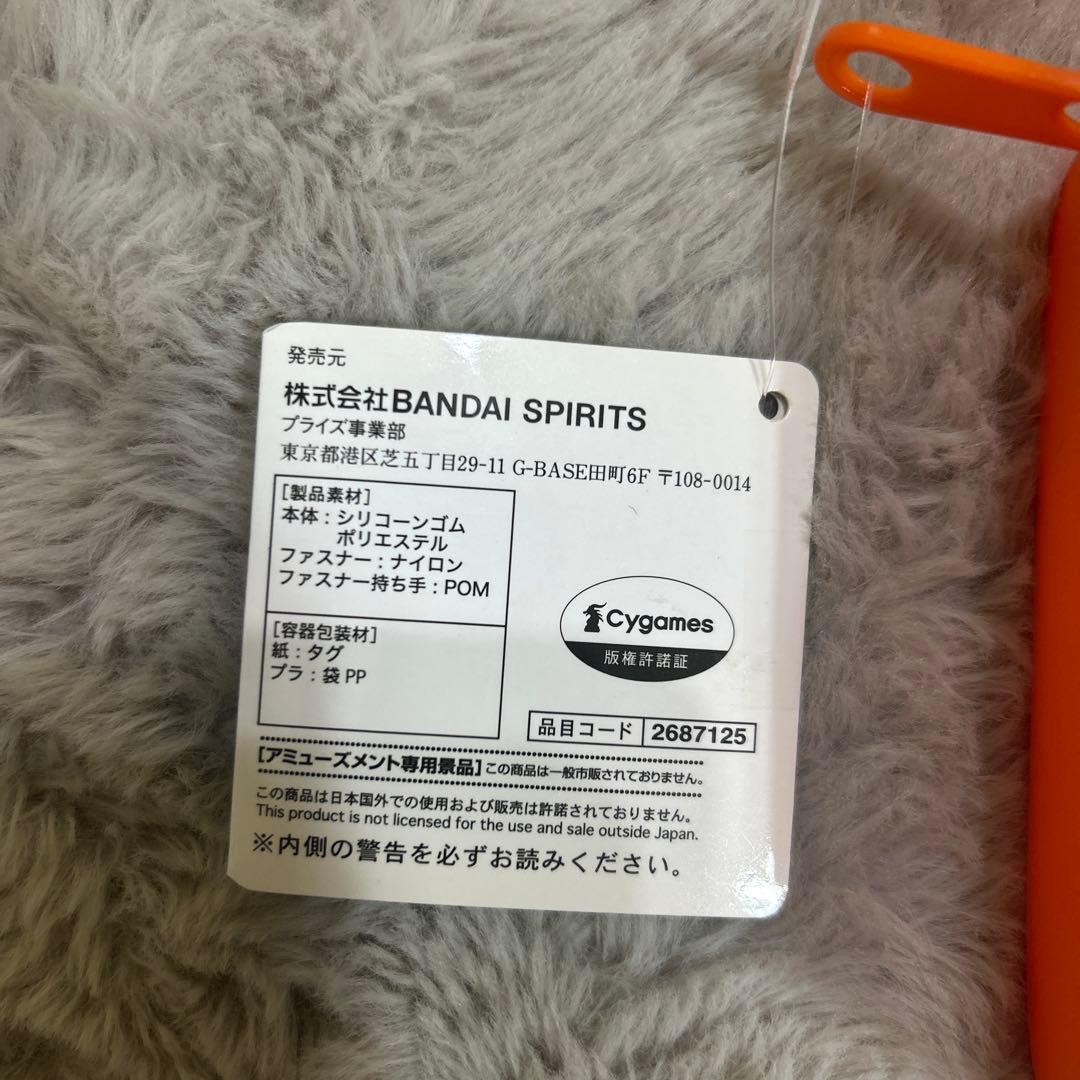 発売元
株式会社BANDAI SPIRITS
プライズ事業部
東京都港区芝五丁目29-11 G-BASE田町6F 〒108-0014
[製品素材]
本体：シリコーンゴム
ポリエステル
ファスナー：ナイロン
ファスナー持ち手：POM
[容器包装材]
紙：タグ
プラ：袋 PP
Cygames
版権許諾証
品目コード 2687125
[アミューズメント専用景品] この商品は一般市販されておりません。
この商品は日本国外での使用および販売は許諾されておりません。
This product is not licensed for the use and sale outside Japan.
※内側の警告を必ずお読みください。